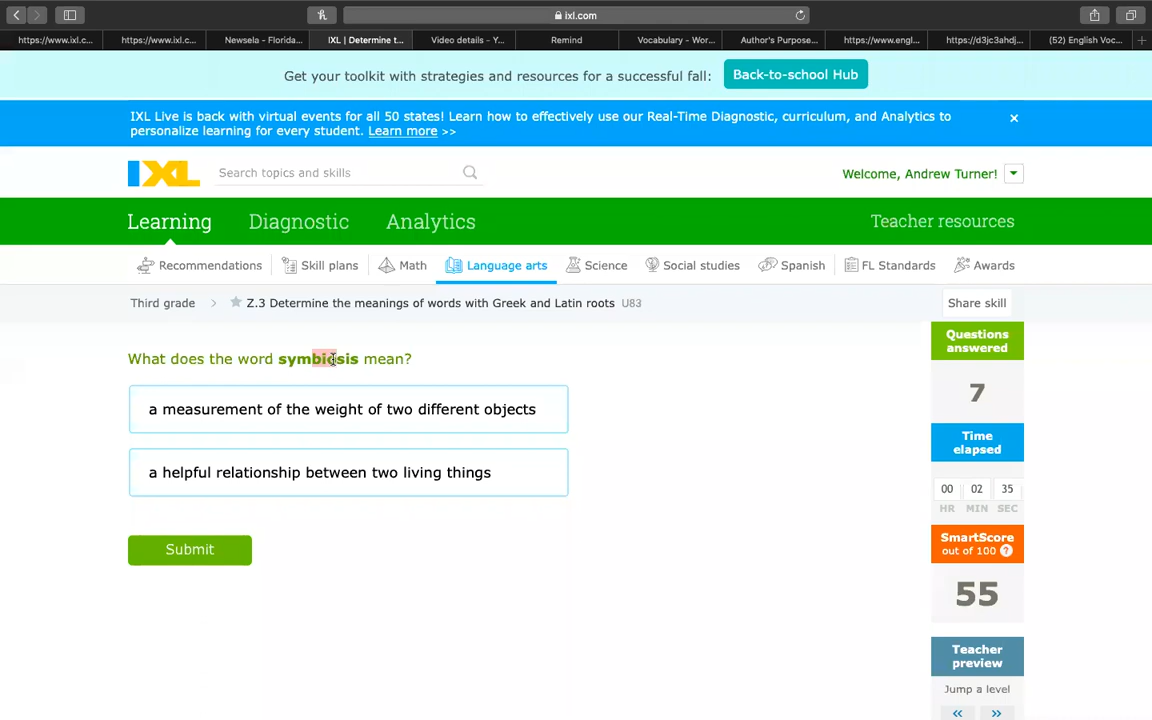 ixl.com
https://www.ixl.c...
https://www.ixl.c...
Newsela - Florida...
IXL | Determine t...
Video details - Y...
Remind
Vocabulary - Wor...
Author's Purpose...
https://www.engl...
https://d3jc3ahdj...
(52) English Voc...
Get your toolkit with strategies and resources for a successful fall: Back-to-school Hub
IXL Live is back with virtual events for all 50 states! Learn how to effectively use our Real-Time Diagnostic, curriculum, and Analytics to
personalize learning for every student. Learn more >>
IXL
Search topics and skills
Welcome, Andrew Turner!
Learning Diagnostic Analytics Teacher resources
Recommendations Skill plans Math Language arts Science Social studies Spanish FL Standards Awards
Third grade > Z.3 Determine the meanings of words with Greek and Latin roots U83
Share skill
What does the word symbiosis mean?
a measurement of the weight of two different objects
a helpful relationship between two living things
Submit
Questions
answered
7
Time
elapsed
00 02 35
HR MIN SEC
SmartScore
out of 100 ?
55
Teacher
preview
Jump a level
<< >>